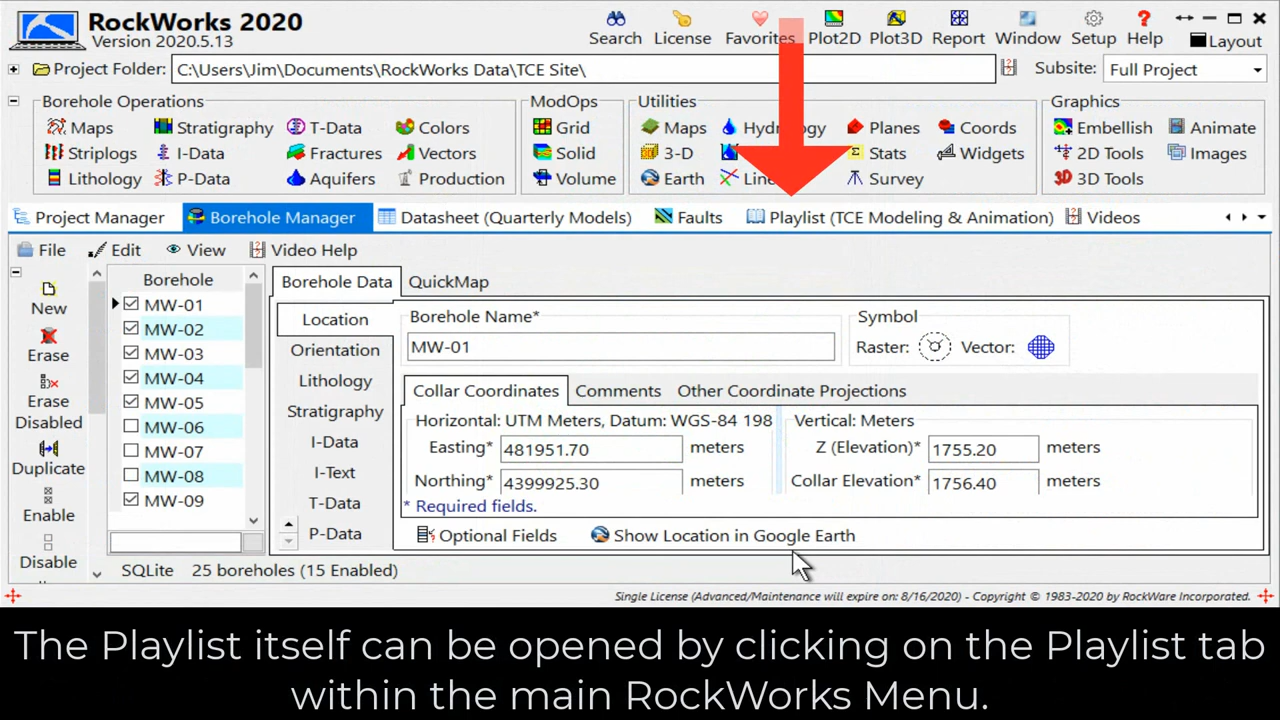 RockWorks 2020
Version 2020.5.13
Search License Favorites Plot2D Plot3D Report Window Setup Help Layout
Project Folder: C:\Users\Jim\Documents\RockWorks Data\TCE Site\ Subsite: Full Project
Borehole Operations ModOps Utilities Graphics
Maps Stratigraphy T-Data Colors Grid Maps Planes Coords Embellish Animate
Striplogs I-Data Fractures Vectors Solid 3-D Stats Widgets 2D Tools Images
Lithology P-Data Aquifers Production Volume Earth Survey 3D Tools
Project Manager Borehole Manager Datasheet (Quarterly Models) Faults Playlist (TCE Modeling & Animation) Videos
File Edit View Video Help
New
Erase
Erase
Disabled
Duplicate
Enable
Disable
Borehole
MW-01
MW-02
MW-03
MW-04
MW-05
MW-06
MW-07
MW-08
MW-09
Borehole Data QuickMap
Location
Orientation
Lithology
Stratigraphy
I-Data
I-Text
T-Data
P-Data
Borehole Name*
MW-01
Symbol
Raster: Vector:
Collar Coordinates Comments Other Coordinate Projections
Horizontal: UTM Meters, Datum: WGS-84 198
Easting* 481951.70 meters
Northing* 4399925.30 meters
Vertical: Meters
Z (Elevation)* 1755.20 meters
Collar Elevation* 1756.40 meters
* Required fields.
Optional Fields Show Location in Google Earth
SQLite 25 boreholes (15 Enabled)
Single License (Advanced/Maintenance will expire on: 8/16/2020) - Copyright © 1983-2020 by RockWare Incorporated.
The Playlist itself can be opened by clicking on the Playlist tab
within the main RockWorks Menu.